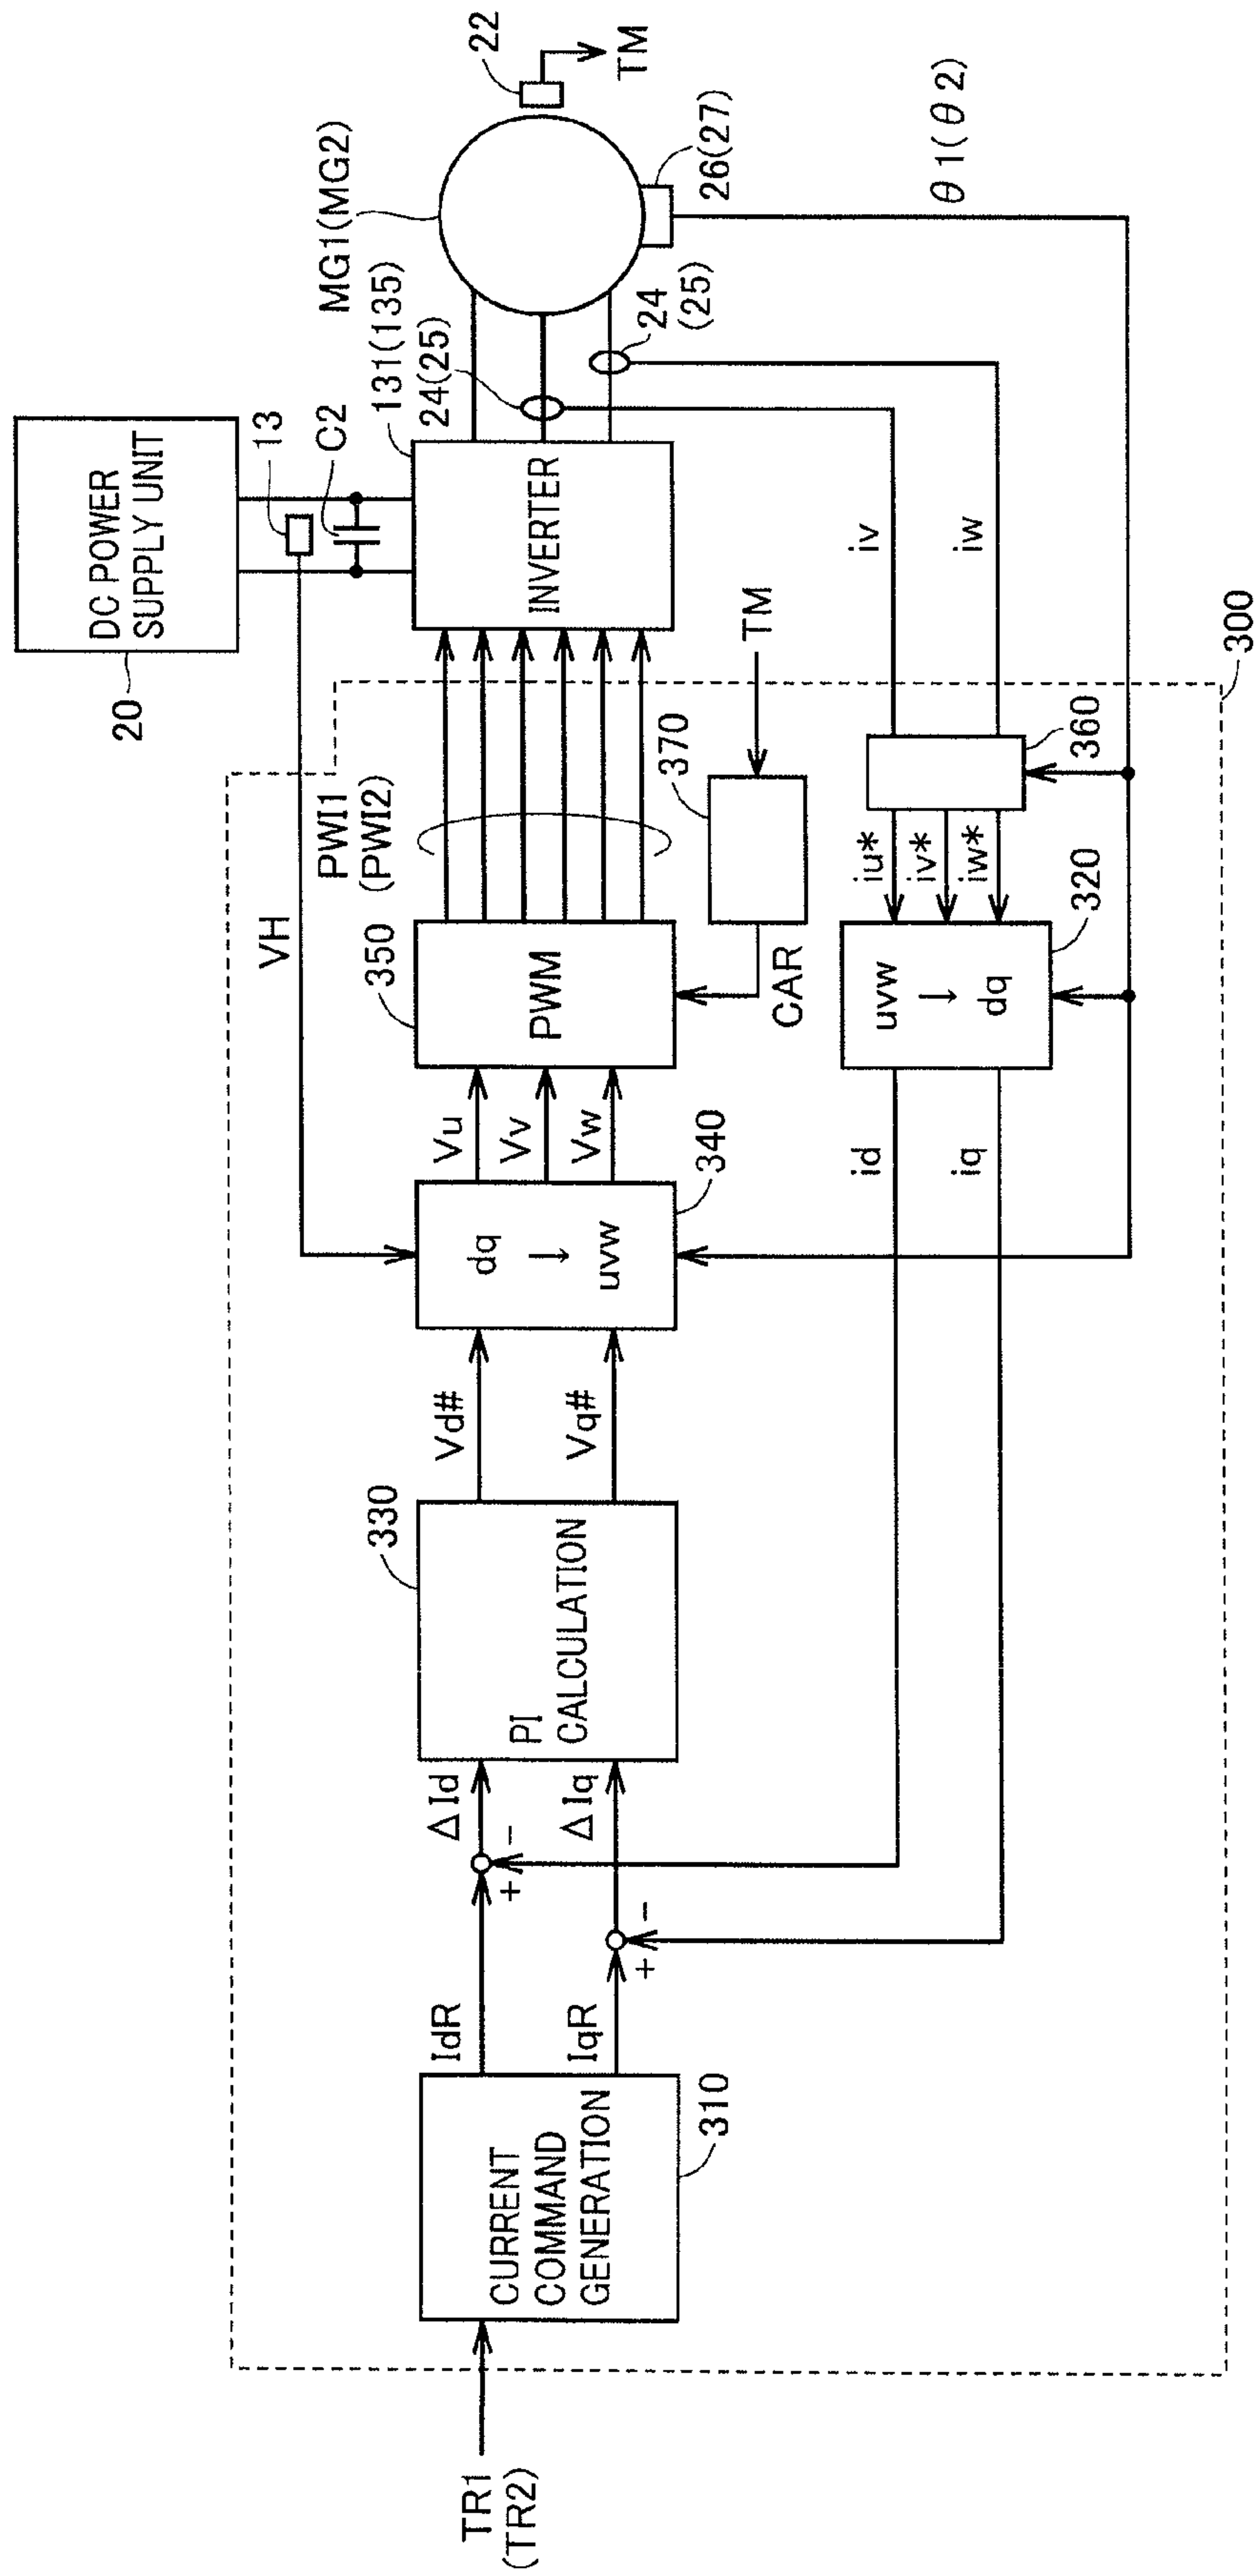 DC POWER
SUPPLY UNIT
20
13
C2
VH
MG1(MG2)
22
TM
131(135)
24(25)
24
(25)
26(27)
θ1(θ2)
INVERTER
PWI1
(PWI2)
350
PWM
TM
370
CAR
Vu
Vv
Vw
340
dq
↓
uvw
Vd#
Vq#
330
PI
CALCULATION
ΔId
ΔIq
+
-
+
-
IdR
IqR
CURRENT
COMMAND
GENERATION
310
TR1
(TR2)
iv
iw
360
iu*
iv*
iw*
320
uvw
↓
dq
id
iq
300